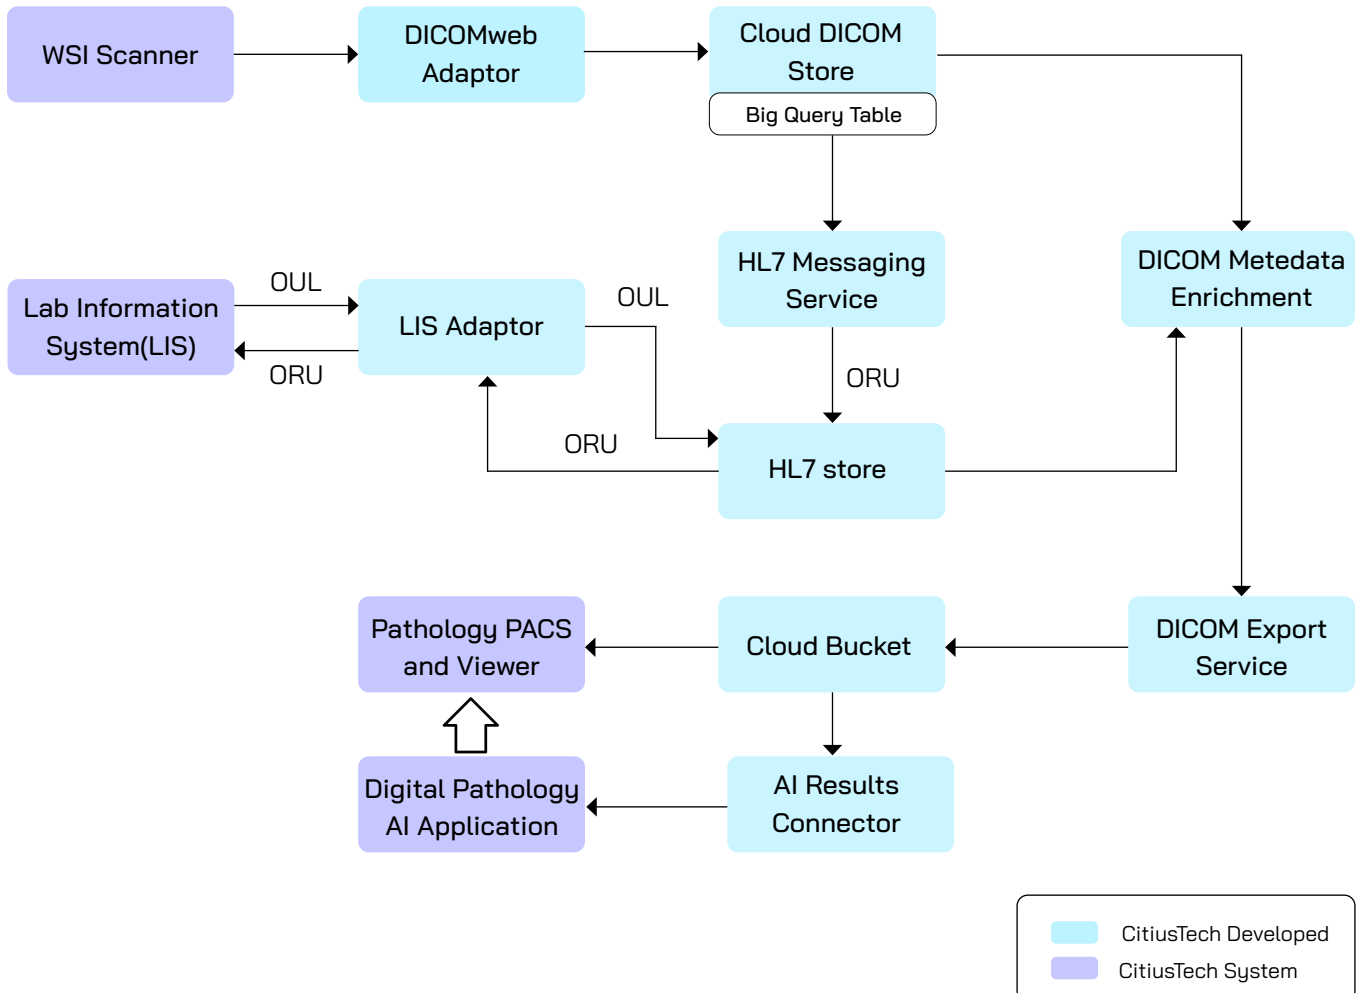 WSI Scanner
DICOMweb
Adaptor
Cloud DICOM
Store
Big Query Table
HL7 Messaging
Service
DICOM Metedata
Enrichment
Lab Information
System(LIS)
OUL
ORU
LIS Adaptor
OUL
ORU
ORU
HL7 store
Pathology PACS
and Viewer
Cloud Bucket
DICOM Export
Service
Digital Pathology
AI Application
AI Results
Connector
CitiusTech Developed
CitiusTech System